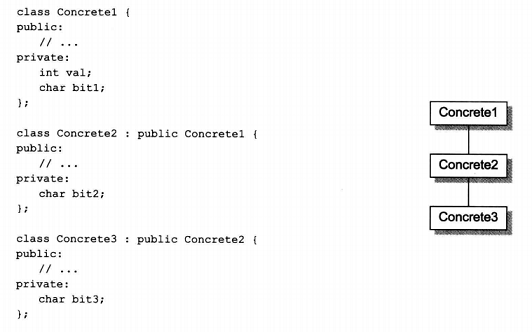 class Concrete1 {
public:
// ...
private:
int val;
char bit1;
};
class Concrete2 : public Concrete1 {
public:
// ...
private:
char bit2;
};
class Concrete3 : public Concrete2 {
public:
// ...
private:
char bit3;
};
Concrete1
Concrete2
Concrete3